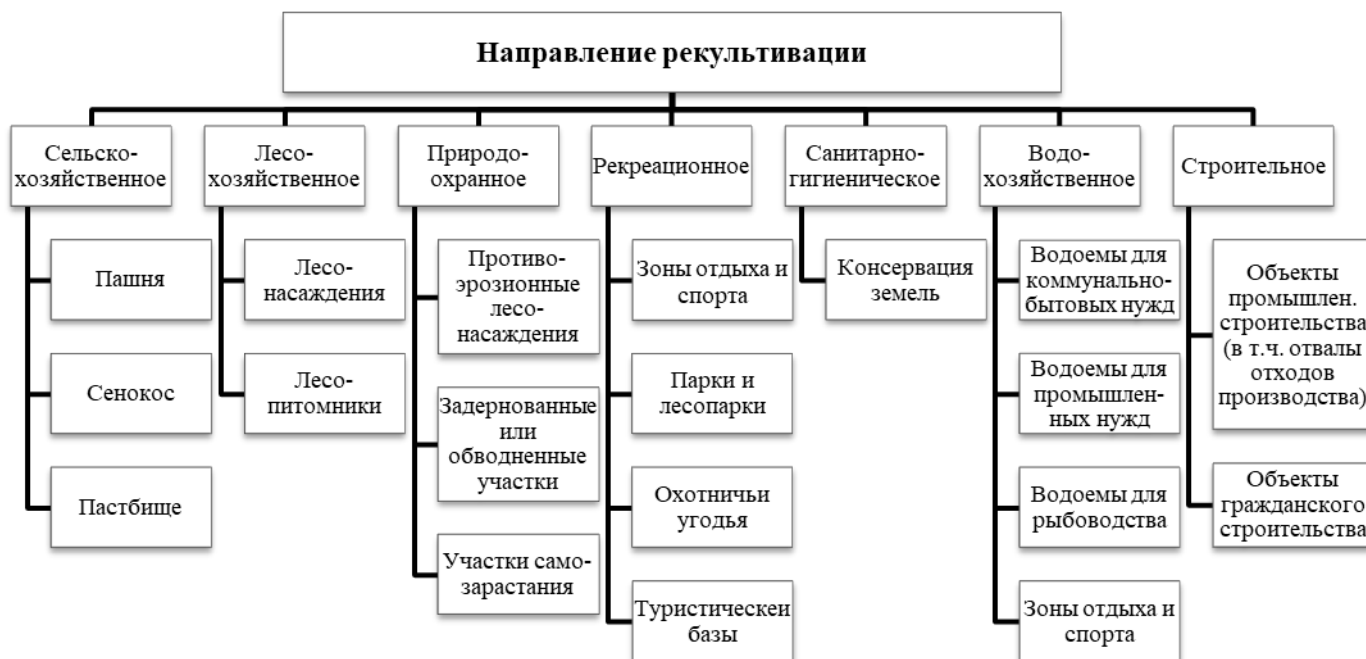 Направление рекультивации
Сельско-
хозяйственное
Лесо-
хозяйственное
Природо-
охранное
Рекреационное
Санитарно-
гигиеническое
Водо-
хозяйственное
Строительное
Пашня
Сенокос
Пастбище
Лесо-
насаждения
Лесо-
питомники
Противо-
эрозионные
лесо-
насаждения
Задернованные
или
обводненные
участки
Участки само-
зарастания
Зоны отдыха и
спорта
Парки и
лесопарки
Охотничьи
угодья
Туристическеи
базы
Консервация
земель
Водоемы для
коммунально-
бытовых нужд
Водоемы для
промышлен-
ных нужд
Водоемы для
рыбоводства
Зоны отдыха и
спорта
Объекты
промышлен.
строительства
(в т.ч. отвалы
отходов
производства)
Объекты
гражданского
строительства